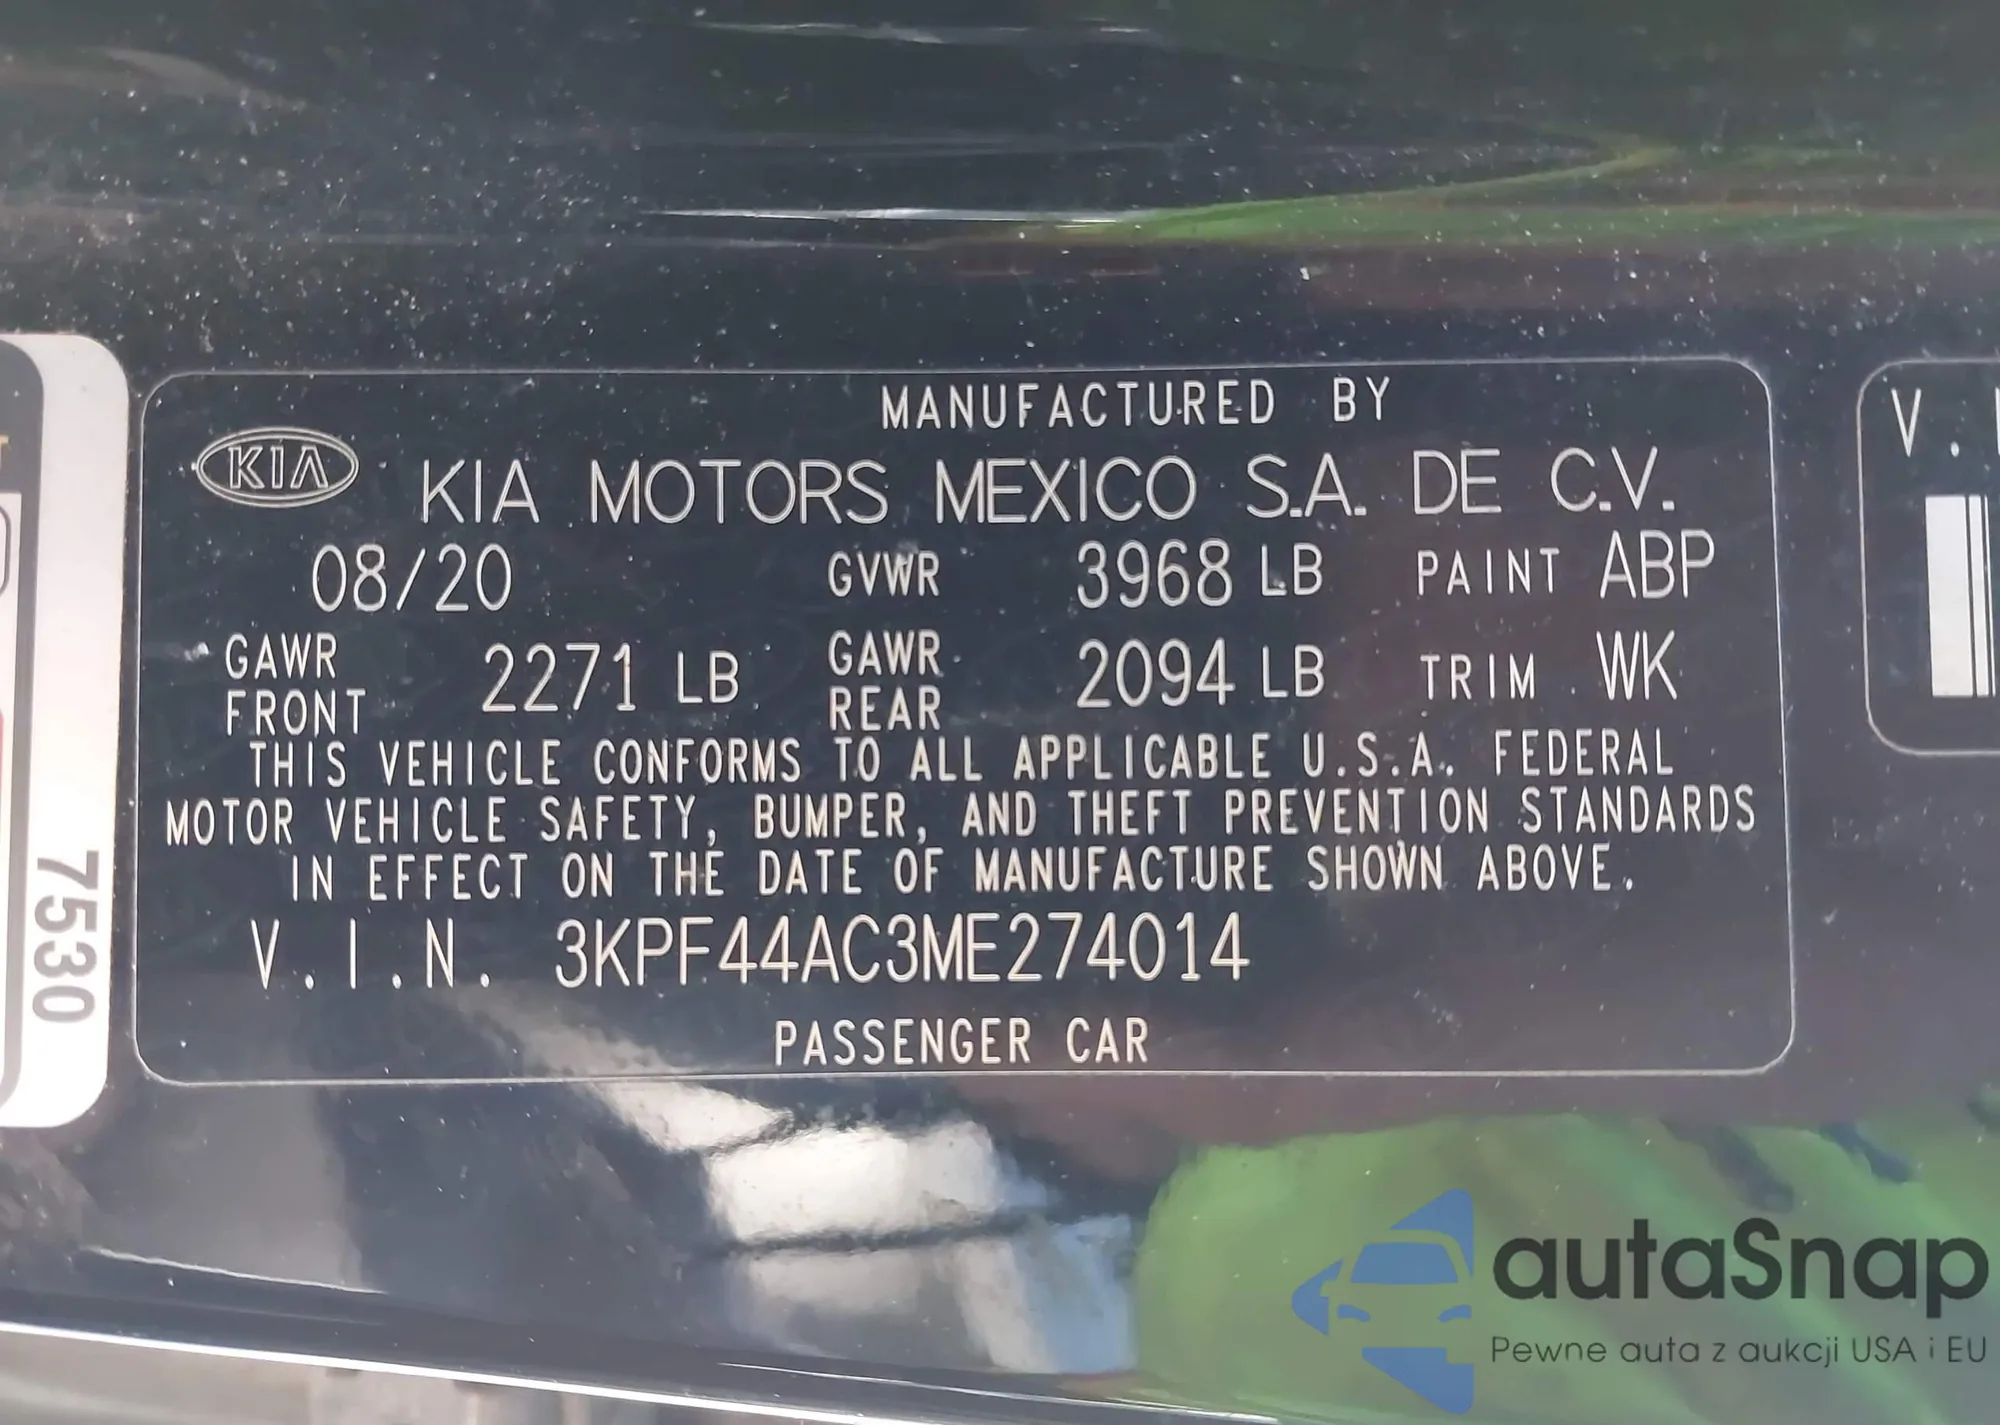 MANUFACTURED BY
KIA KIA MOTORS MEXICO S.A. DE C.V.
08/20 GVWR 3968 LB PAINT ABP
GAWR FRONT 2271 LB GAWR REAR 2094 LB TRIM WK
THIS VEHICLE CONFORMS TO ALL APPLICABLE U.S.A. FEDERAL
MOTOR VEHICLE SAFETY, BUMPER, AND THEFT PREVENTION STANDARDS
IN EFFECT ON THE DATE OF MANUFACTURE SHOWN ABOVE.
V.I.N. 3KPF44AC3ME274014
PASSENGER CAR
7530
V.
autaSnap
Pewne auta z aukcji USA i EU